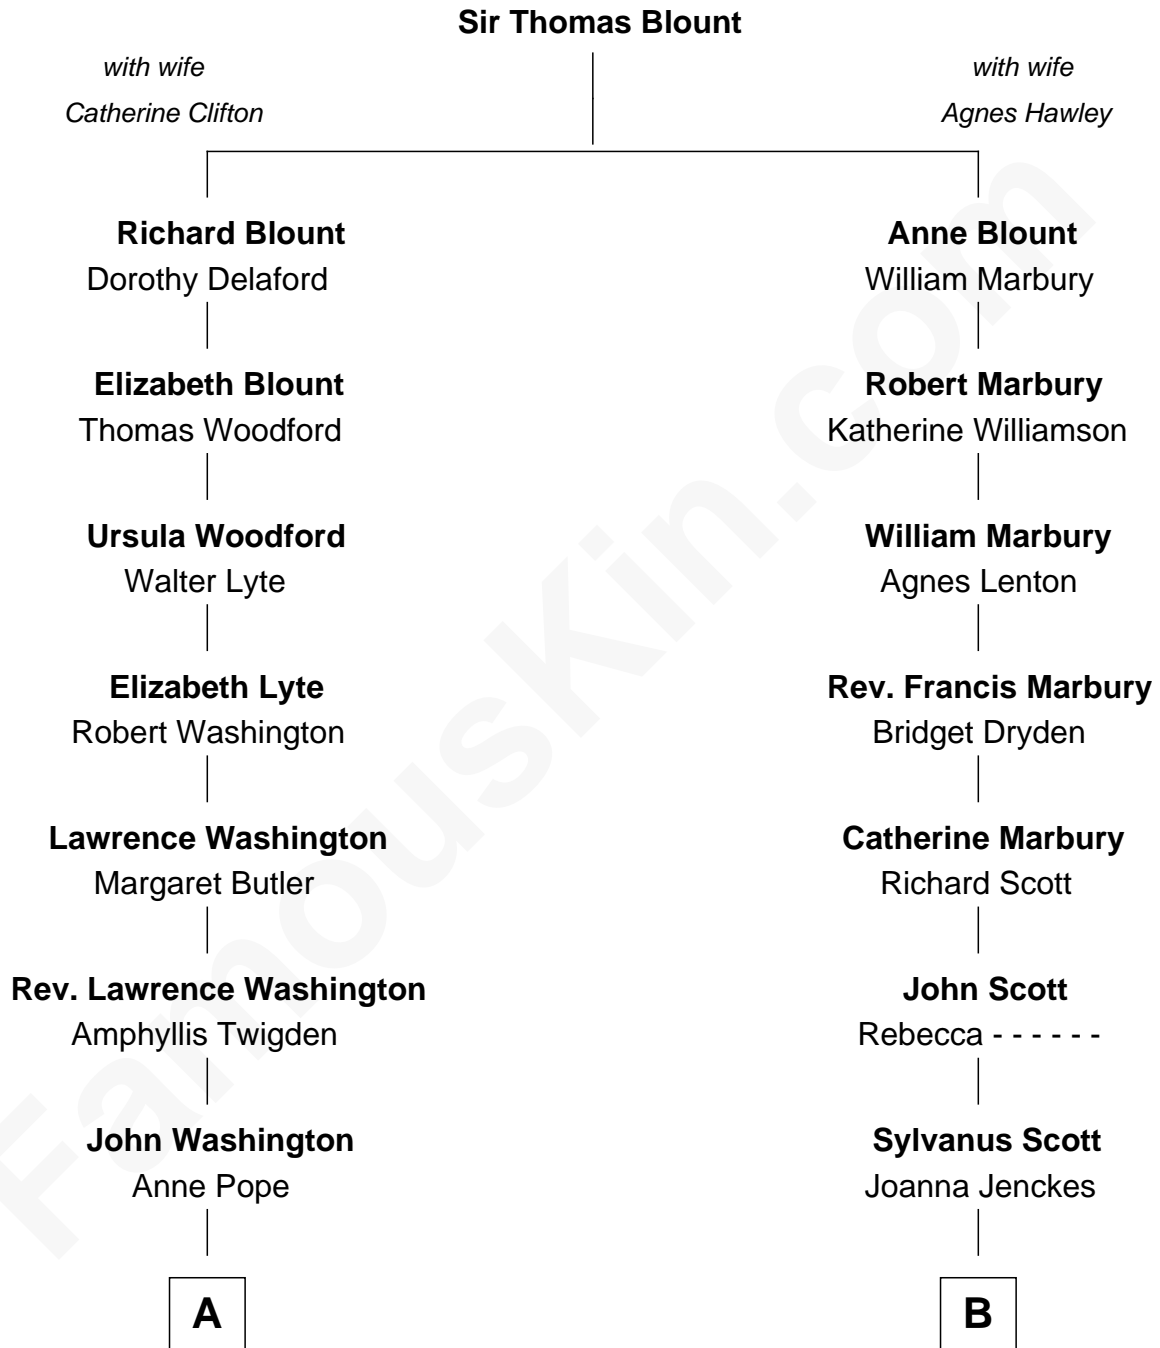 Sir Thomas Blount
with wife
Catherine Clifton
with wife
Agnes Hawley
Richard Blount
Dorothy Delaford
Anne Blount
William Marbury
Elizabeth Blount
Thomas Woodford
Robert Marbury
Katherine Williamson
Ursula Woodford
Walter Lyte
William Marbury
Agnes Lenton
Elizabeth Lyte
Robert Washington
Rev. Francis Marbury
Bridget Dryden
Lawrence Washington
Margaret Butler
Catherine Marbury
Richard Scott
Rev. Lawrence Washington
Amphyllis Twigden
John Scott
Rebecca - - - - - -
John Washington
Anne Pope
Sylvanus Scott
Joanna Jenckes
A
B
FamousKin.com